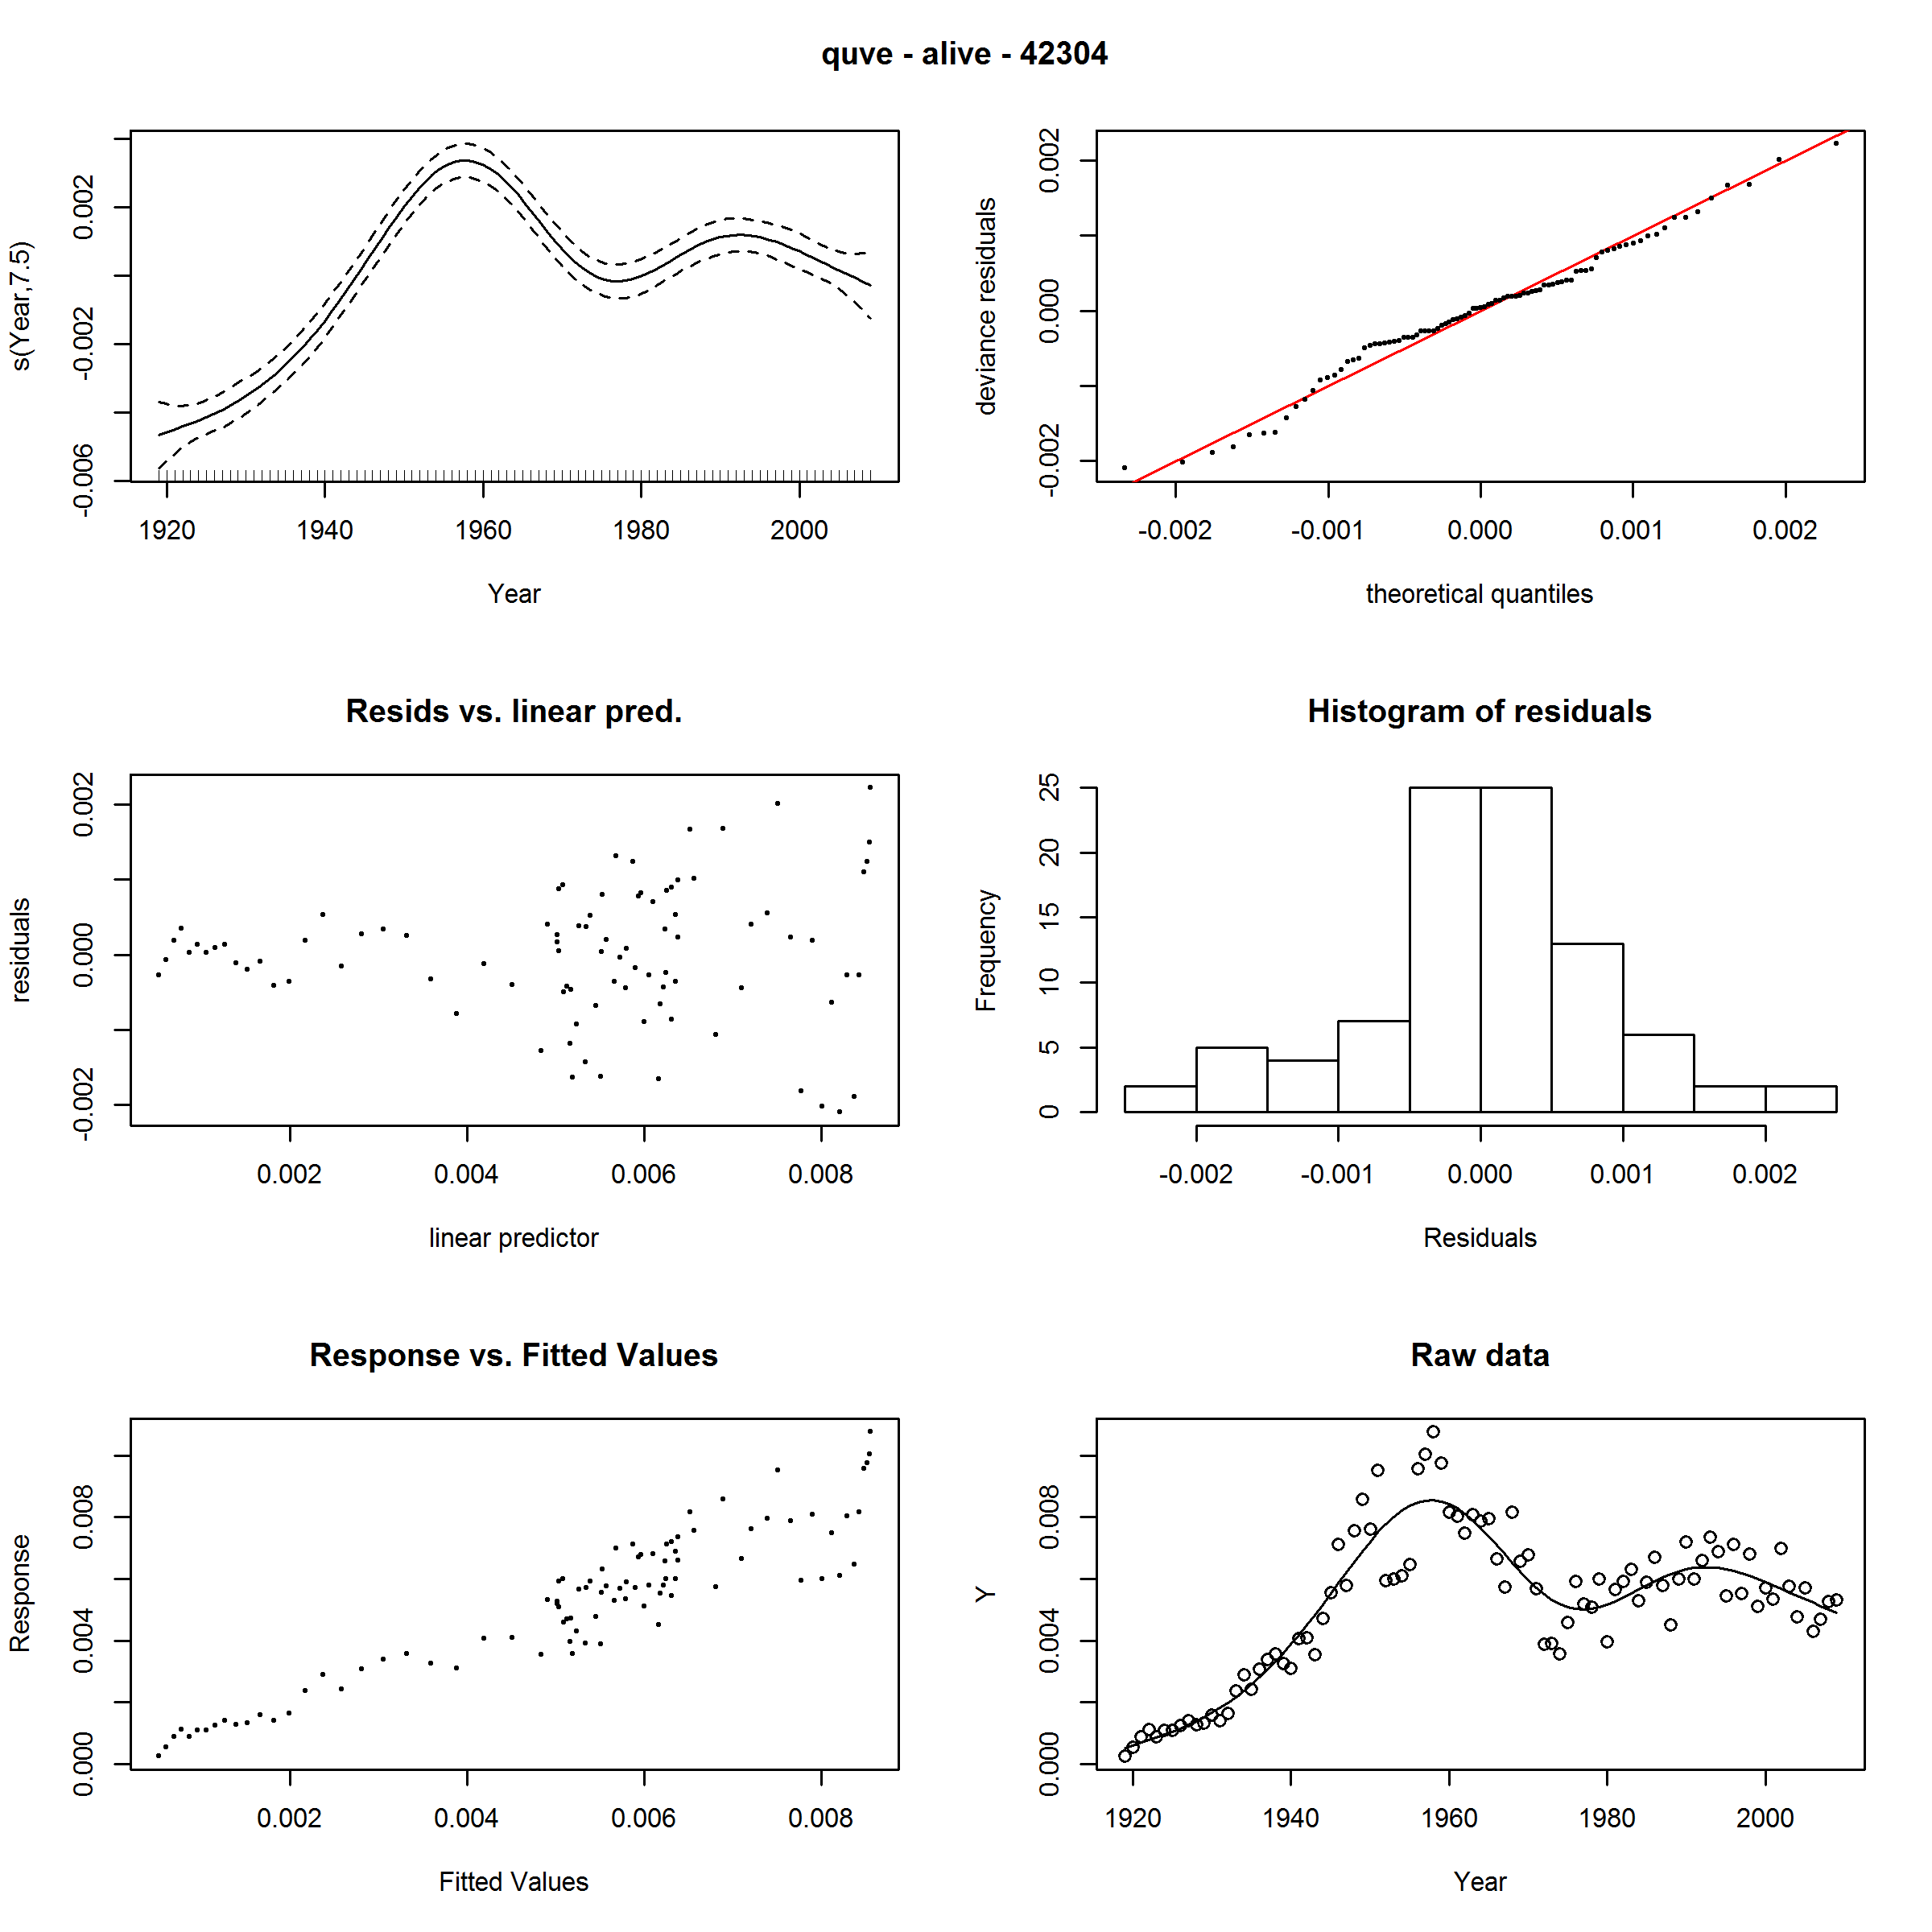 quve - alive - 42304
s(Year,7.5)
0.002
-0.002
-0.006
1920 1940 1960 1980 2000
Year
deviance residuals
0.002
0.000
-0.002
-0.002 -0.001 0.000 0.001 0.002
theoretical quantiles
Resids vs. linear pred.
residuals
0.002
0.000
-0.002
0.002 0.004 0.006 0.008
linear predictor
Histogram of residuals
Frequency
25
20
15
10
5
0
-0.002 -0.001 0.000 0.001 0.002
Residuals
Response vs. Fitted Values
Response
0.008
0.004
0.000
0.002 0.004 0.006 0.008
Fitted Values
Raw data
Y
0.008
0.004
0.000
1920 1940 1960 1980 2000
Year